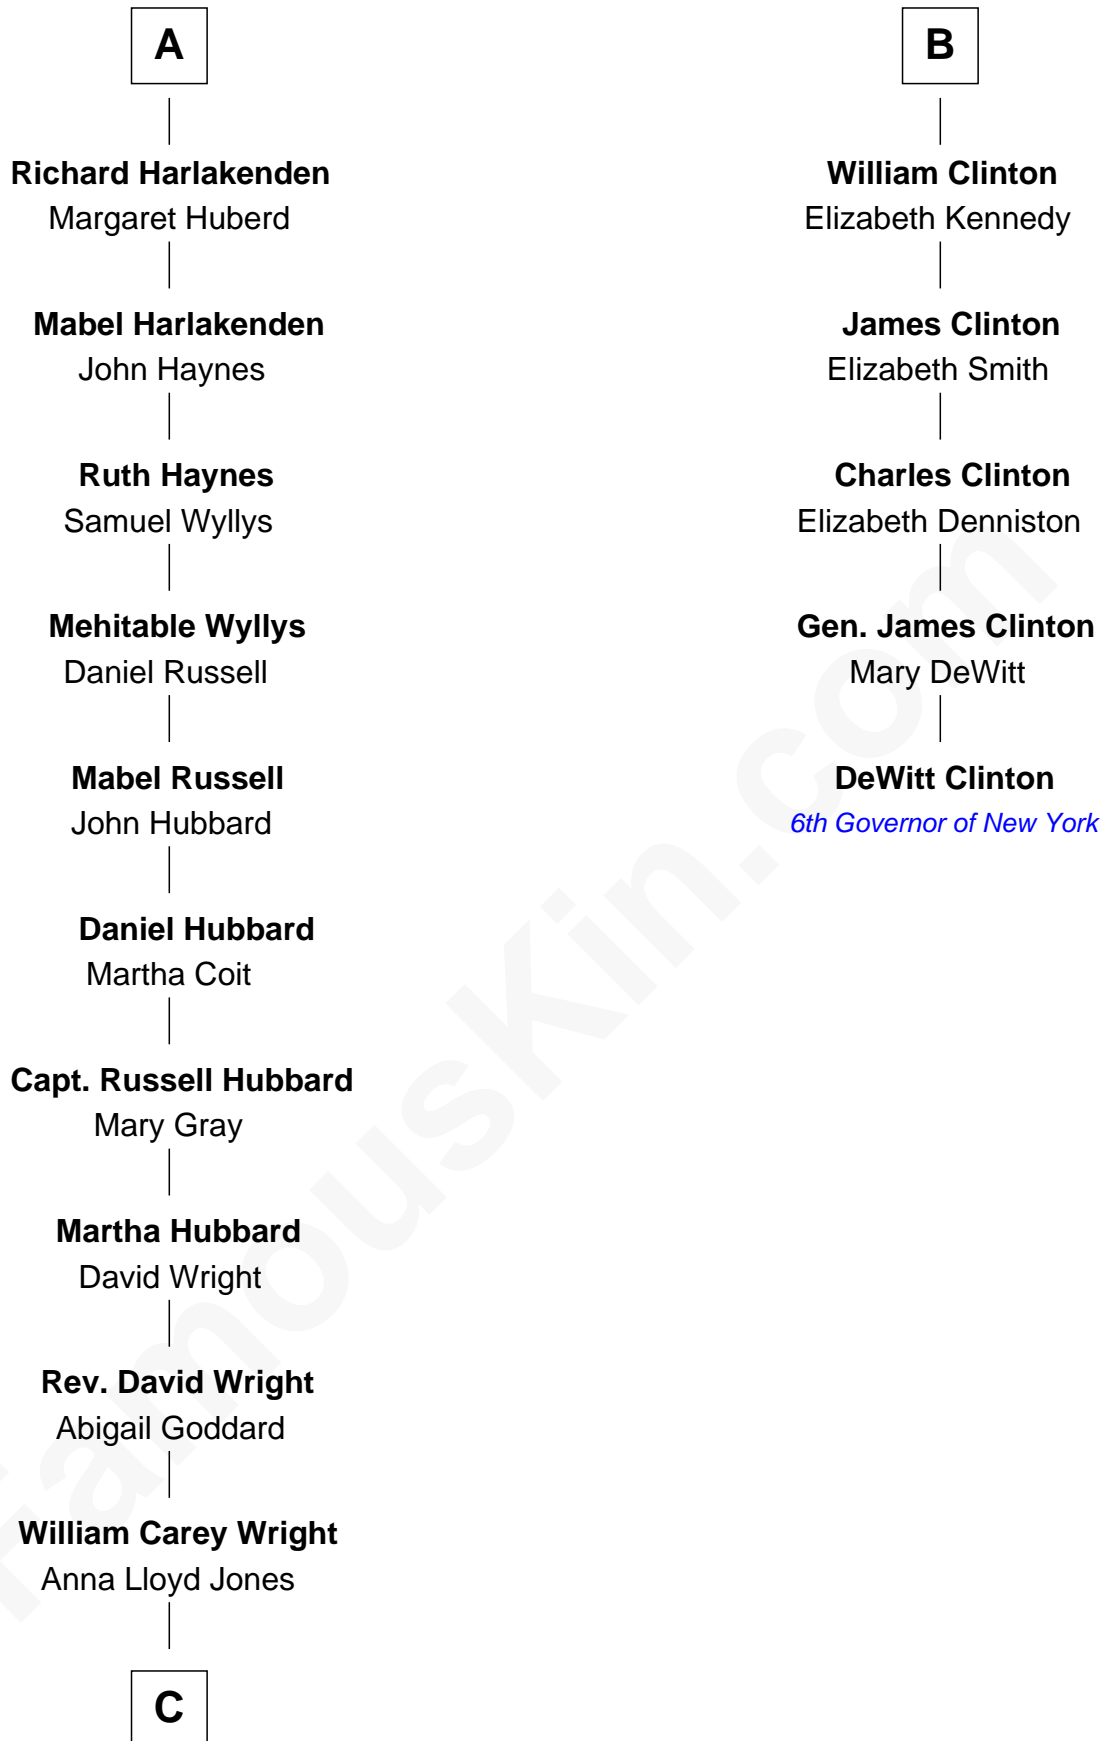 A
Richard Harlakenden
Margaret Huberd
Mabel Harlakenden
John Haynes
Ruth Haynes
Samuel Wyllys
Mehitable Wyllys
Daniel Russell
Mabel Russell
John Hubbard
Daniel Hubbard
Martha Coit
Capt. Russell Hubbard
Mary Gray
Martha Hubbard
David Wright
Rev. David Wright
Abigail Goddard
William Carey Wright
Anna Lloyd Jones
C
B
William Clinton
Elizabeth Kennedy
James Clinton
Elizabeth Smith
Charles Clinton
Elizabeth Denniston
Gen. James Clinton
Mary DeWitt
DeWitt Clinton
6th Governor of New York
FamousKin.com